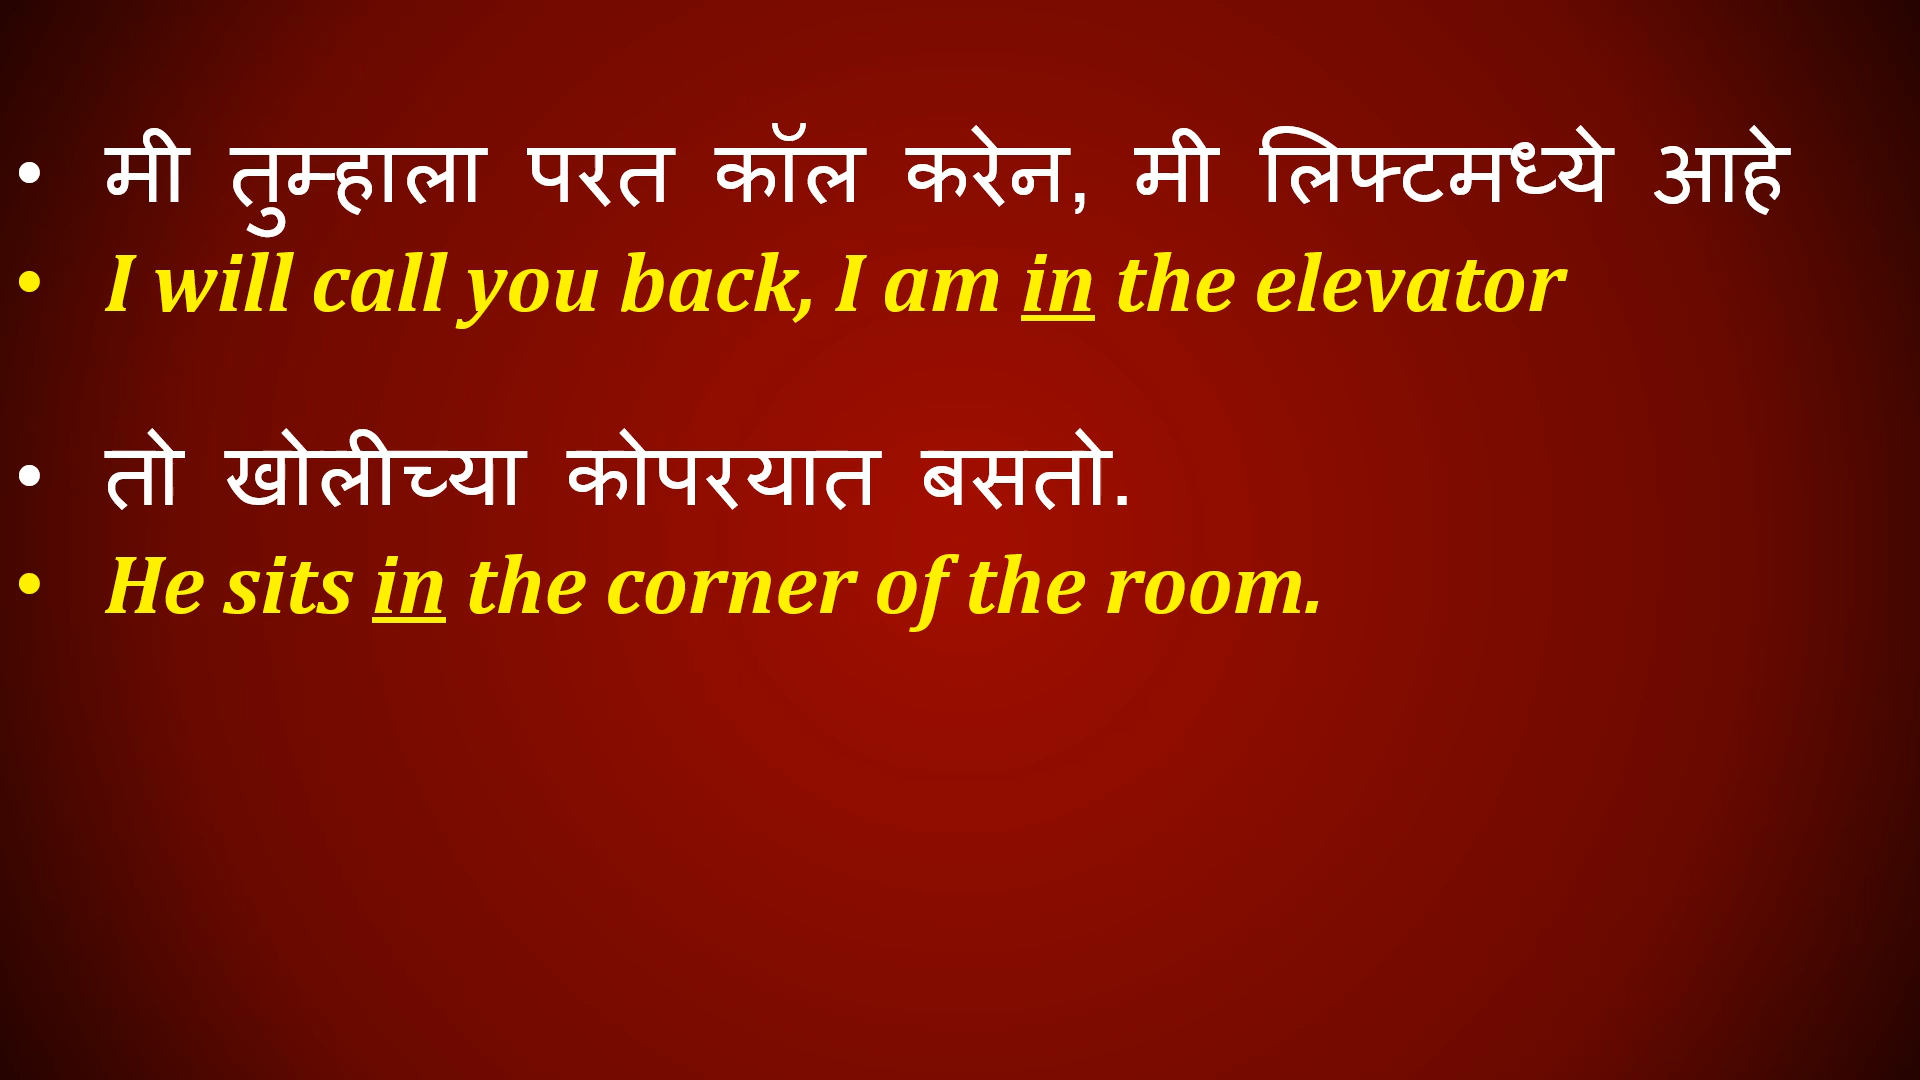 • मी तुम्हाला परत कॉल करेन, मी लिफ्टमध्ये आहे
• I will call you back, I am in the elevator
• तो खोलीच्या कोपरयात बसतो.
• He sits in the corner of the room.